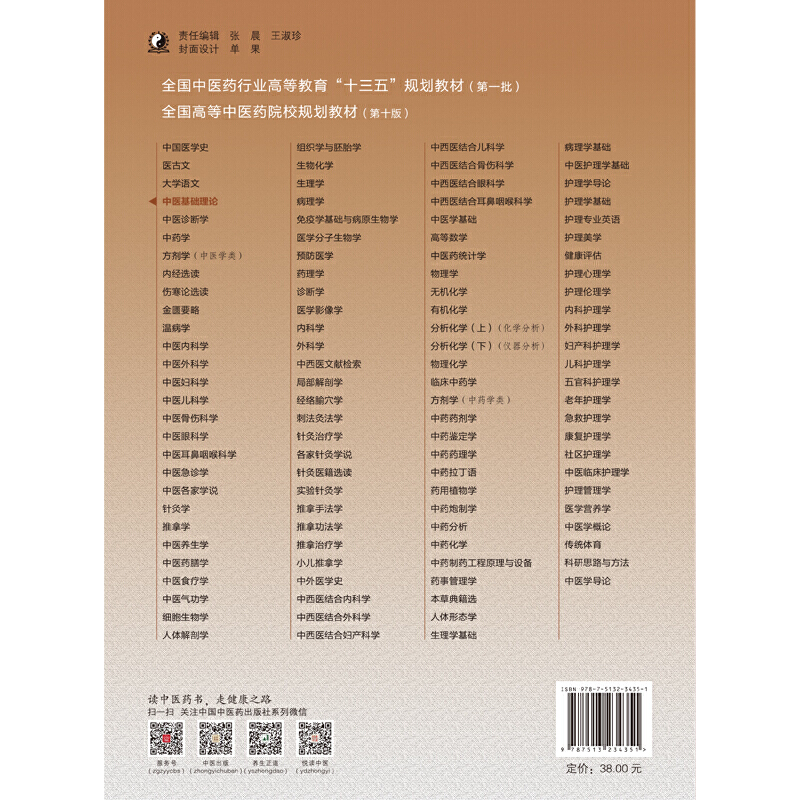 责任编辑 张 晨 王淑珍
封面设计 单 果
全国中医药行业高等教育“十三五”规划教材（第一批）
全国高等中医药院校规划教材（第十版）
中国医学史
医古文
大学语文
中医基础理论
中医诊断学
中药学
方剂学（中医学类）
内经选读
伤寒论选读
金匮要略
温病学
中医内科学
中医外科学
中医妇科学
中医儿科学
中医骨伤科学
中医眼科学
中医耳鼻咽喉科学
中医急诊学
中医各家学说
针灸学
推拿学
中医养生学
中医药膳学
中医食疗学
中医气功学
细胞生物学
人体解剖学
组织学与胚胎学
生物化学
生理学
病理学
免疫学基础与病原生物学
医学分子生物学
预防医学
药理学
诊断学
医学影像学
内科学
外科学
中西医文献检索
局部解剖学
经络腧穴学
刺法灸法学
针灸治疗学
各家针灸学说
针灸医籍选读
实验针灸学
推拿手法学
推拿功法学
推拿治疗学
小儿推拿学
中外医学史
中西医结合内科学
中西医结合外科学
中西医结合妇产科学
中西医结合儿科学
中西医结合骨伤科学
中西医结合眼科学
中西医结合耳鼻咽喉科学
中医学基础
高等数学
中医药统计学
物理学
无机化学
有机化学
分析化学（上）（化学分析）
分析化学（下）（仪器分析）
物理化学
临床中药学
方剂学（中药学类）
中药药剂学
中药鉴定学
中药药理学
中药拉丁语
药用植物学
中药炮制学
中药分析
中药化学
中药制药工程原理与设备
药事管理学
本草典籍选
人体形态学
生理学基础
病理学基础
中医护理学基础
护理学导论
护理学基础
护理专业英语
护理美学
健康评估
护理心理学
护理伦理学
内科护理学
外科护理学
妇产科护理学
儿科护理学
五官科护理学
老年护理学
急救护理学
康复护理学
社区护理学
中医临床护理学
护理管理学
医学营养学
中医学概论
传统体育
科研思路与方法
中医学导论
读中医药书，走健康之路
扫一扫 关注中国中医药出版社系列微信
服务号
(zgzyycbs)
中医出版
(zhongyichuban)
养生正道
(yszhengdao)
悦读中医
(ydzhongyi)
ISBN 978-7-5132-3435-1
9 787513 234351 >
定价：38.00 元